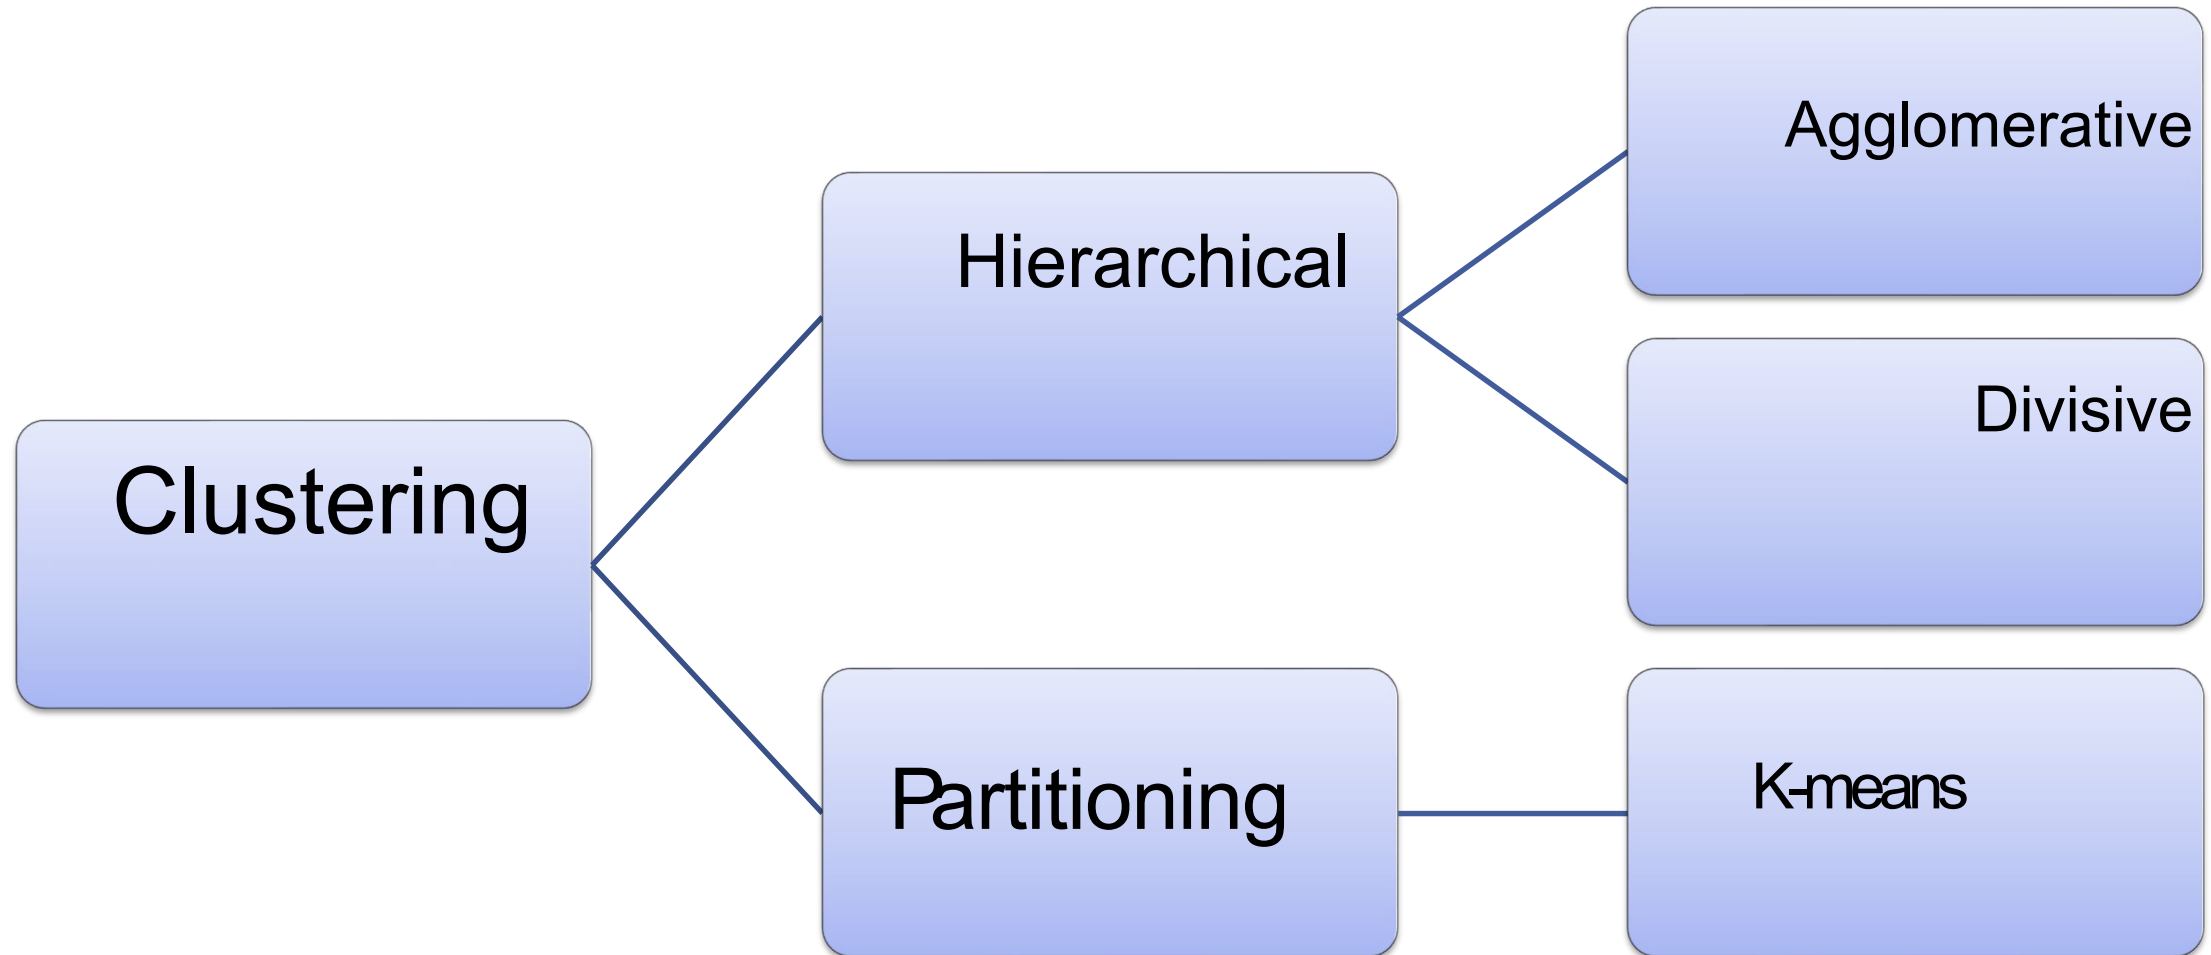 Clustering
Hierarchical
Agglomerative
Divisive
Partitioning
K-means